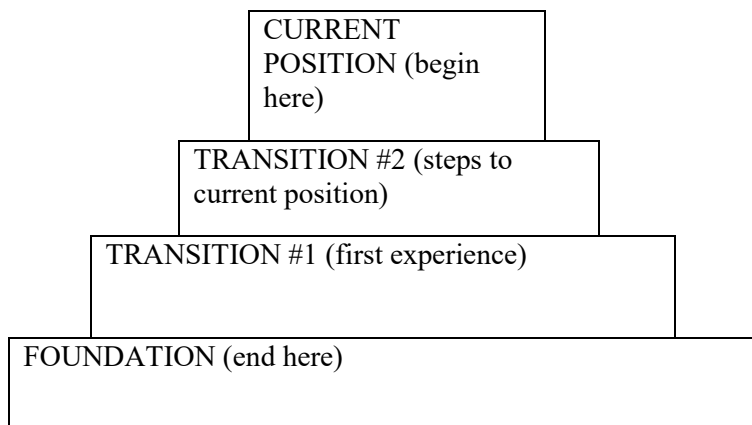 CURRENT
POSITION (begin
here)
TRANSITION #2 (steps to
current position)
TRANSITION #1 (first experience)
FOUNDATION (end here)